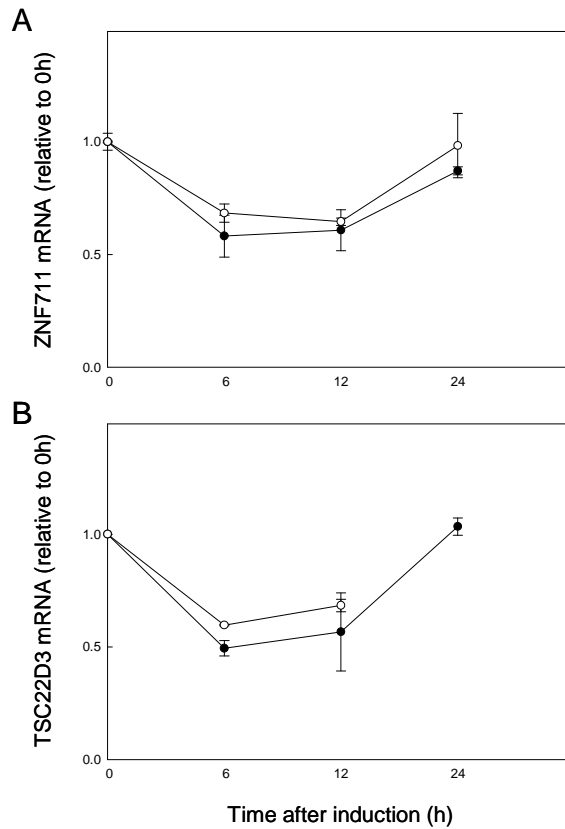 A
ZNF711 mRNA (relative to 0h)
1.0
0.5
0.0
0 6 12 24
B
TSC22D3 mRNA (relative to 0h)
1.0
0.5
0.0
0 6 12 24
Time after induction (h)